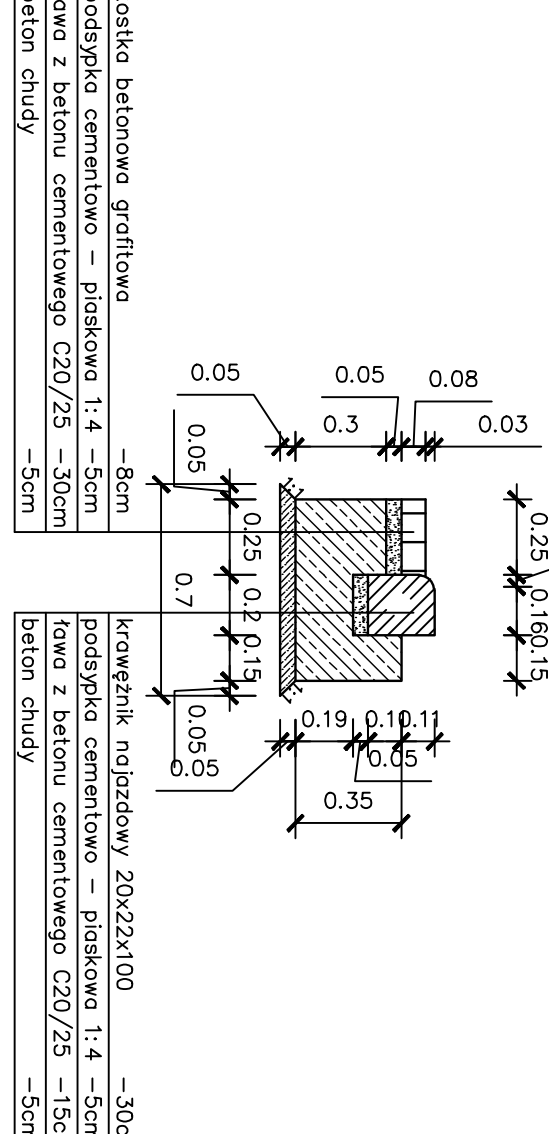 ostka betonowa grafitowa -8cm
podsypka cementowo - piaskowa 1:4 -5cm
awa z betonu cementowego C20/25 -30cm
beton chudy -5cm
krawężnik najazdowy 20x22x100 -30c
podsypka cementowo - piaskowa 1:4 -5cm
ława z betonu cementowego C20/25 -15c
beton chudy -5cm
0.05
0.3
0.05
0.08
0.03
0.05
0.25
0.2
0.15
0.05
0.7
0.25
0.16
0.15
0.05
0.19
0.05
0.10
0.11
0.35